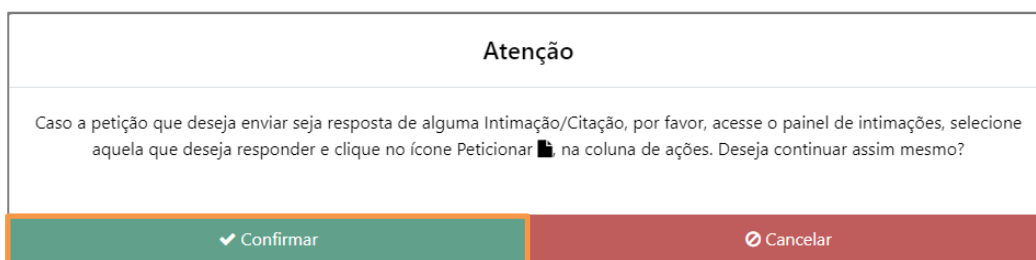 Atenção
Caso a petição que deseja enviar seja resposta de alguma Intimação/Citação, por favor, acesse o painel de intimações, selecione
aquela que deseja responder e clique no ícone Peticionar , na coluna de ações. Deseja continuar assim mesmo?
Confirmar
Cancelar